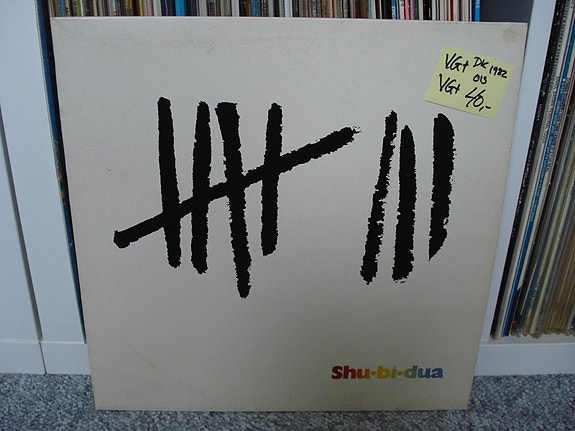 VG+ DK 1982
OIS
VG+ 40,-
Shu·bi·dua